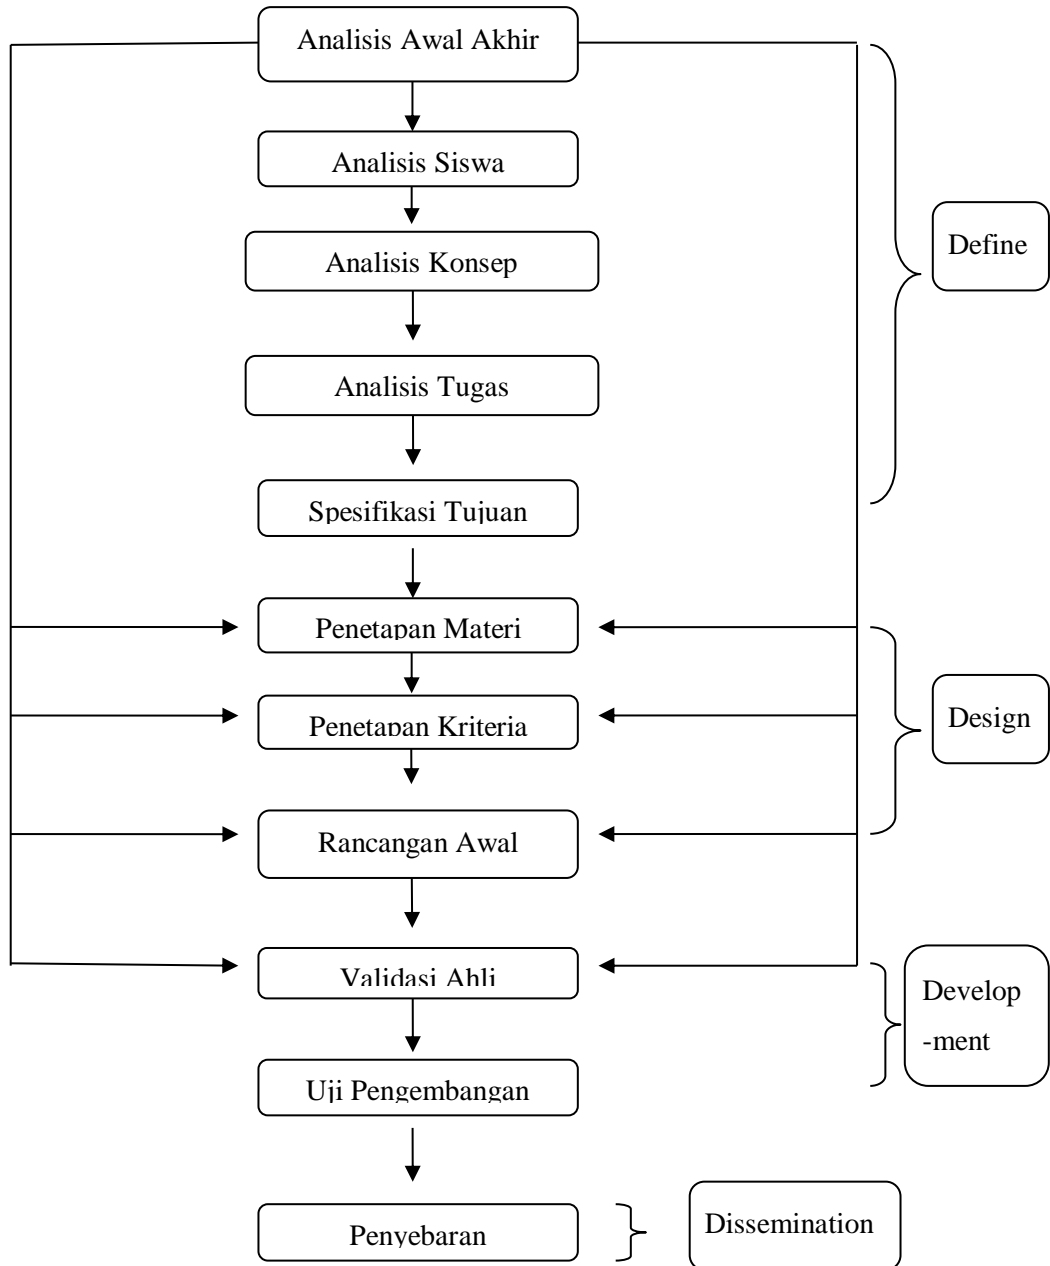 Analisis Awal Akhir
Analisis Siswa
Analisis Konsep
Define
Analisis Tugas
Spesifikasi Tujuan
Penetapan Materi
Penetapan Kriteria
Design
Rancangan Awal
Validasi Ahli
Develop
-ment
Uji Pengembangan
Penyebaran
Dissemination